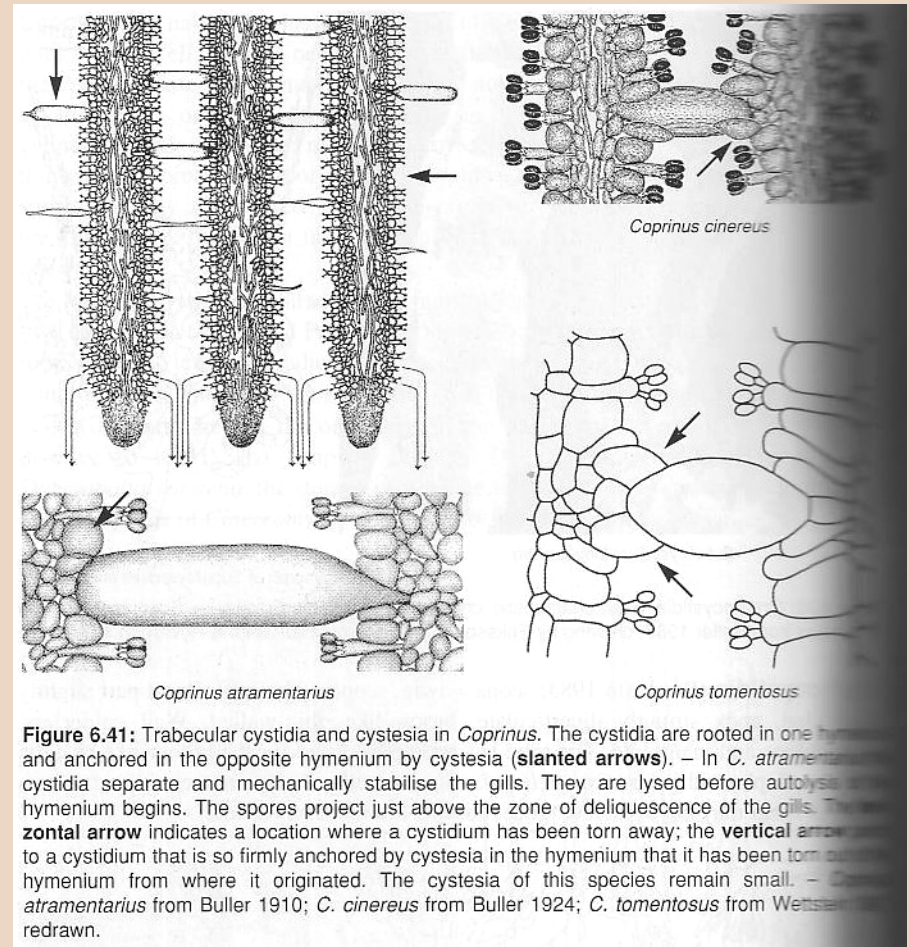 Coprinus cinereus
Coprinus atramentarius
Coprinus tomentosus
Figure 6.41: Trabecular cystidia and cystesia in Coprinus. The cystidia are rooted in one
and anchored in the opposite hymenium by cystesia (slanted arrows). – In C.
cystidia separate and mechanically stabilise the gills. They are lysed before
hymenium begins. The spores project just above the zone of deliquescence of the gills.
zontal arrow indicates a location where a cystidium has been torn away; the vertical arrow
to a cystidium that is so firmly anchored by cystesia in the hymenium that it has been torn
hymenium from where it originated. The cystesia of this species remain small. –
atramentarius from Buller 1910; C. cinereus from Buller 1924; C. tomentosus from
redrawn.